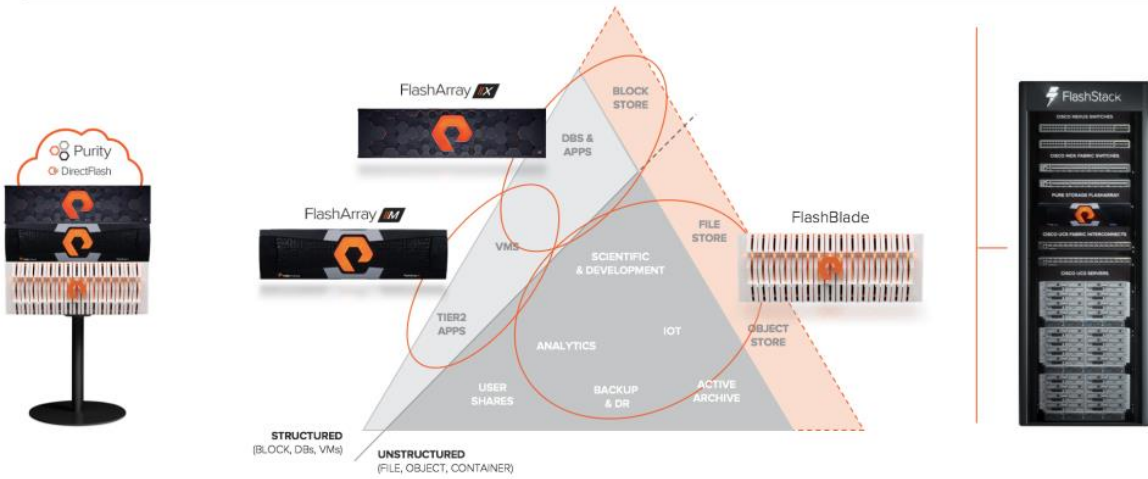 Purity
DirectFlash
FlashArray //X
FlashArray //M
BLOCK
STORE
DBS &
APPS
VMS
TIER2
APPS
FILE
STORE
SCIENTIFIC
& DEVELOPMENT
IOT
ANALYTICS
OBJECT
STORE
USER
SHARES
BACKUP
& DR
ACTIVE
ARCHIVE
STRUCTURED
(BLOCK, DBs, VMs)
UNSTRUCTURED
(FILE, OBJECT, CONTAINER)
FlashBlade
FlashStack
CISCO NEXUS SWITCHES
CISCO MDS FABRIC SWITCHES
PURE STORAGE FLASHARRAY
CISCO UCS FABRIC INTERCONNECTS
CISCO UCS SERVERS